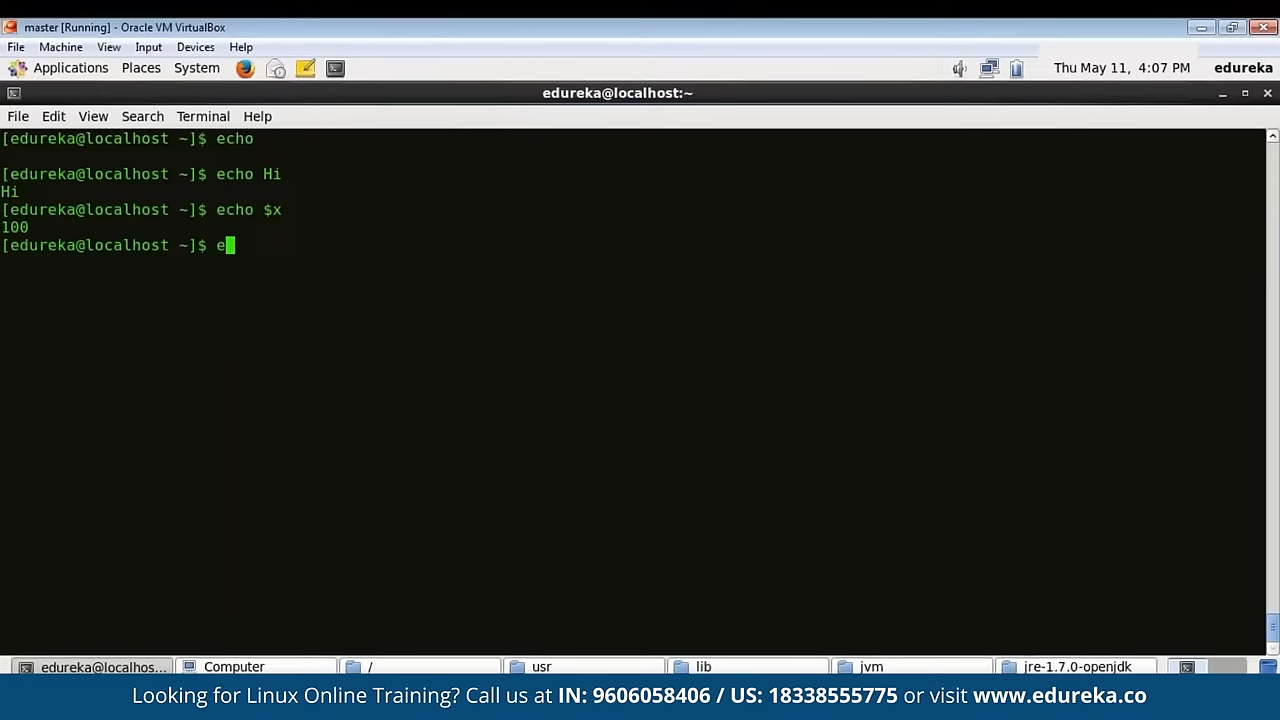 master [Running] - Oracle VM VirtualBox
File Machine View Input Devices Help
Applications Places System Thu May 11, 4:07 PM edureka
edureka@localhost:~
File Edit View Search Terminal Help
[edureka@localhost ~]$ echo
[edureka@localhost ~]$ echo Hi
Hi
[edureka@localhost ~]$ echo $x
100
[edureka@localhost ~]$ e
edureka@localhos... Computer / usr lib jvm jre-1.7.0-openjdk
Looking for Linux Online Training? Call us at IN: 9606058406 / US: 18338555775 or visit www.edureka.co